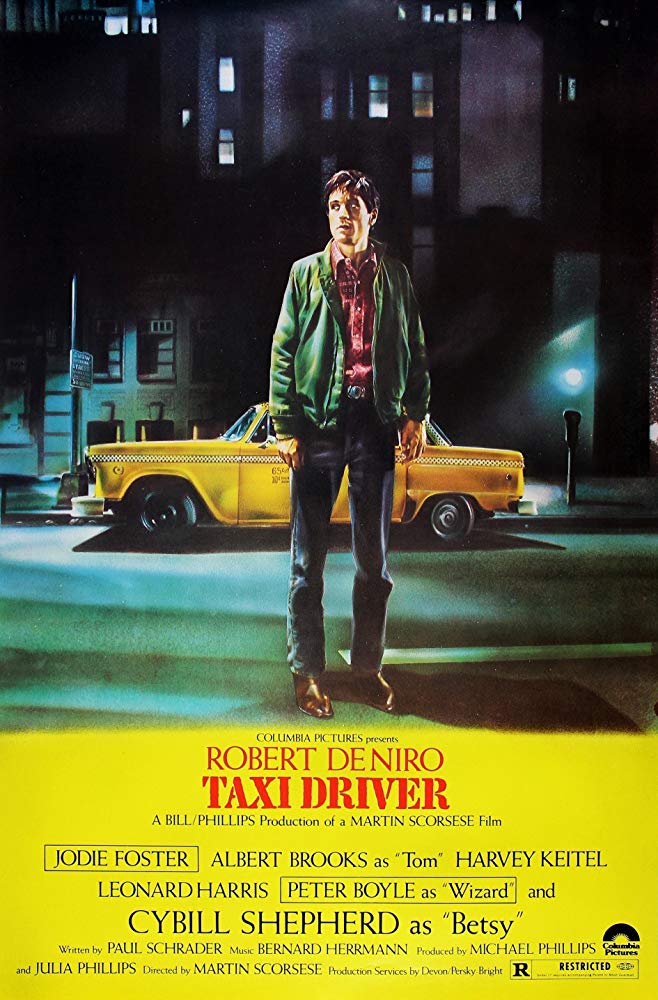 COLUMBIA PICTURES presents
ROBERT DE NIRO
TAXI DRIVER
A BILL/PHILLIPS Production of a MARTIN SCORSESE Film
JODIE FOSTER ALBERT BROOKS as "Tom" HARVEY KEITEL
LEONARD HARRIS PETER BOYLE as "Wizard" and
CYBILL SHEPHERD as "Betsy"
Written by PAUL SCHRADER Music BERNARD HERRMANN Produced by MICHAEL PHILLIPS
and JULIA PHILLIPS Directed by MARTIN SCORSESE Production Services by Devon/Persky-Bright
R RESTRICTED
Columbia
Pictures